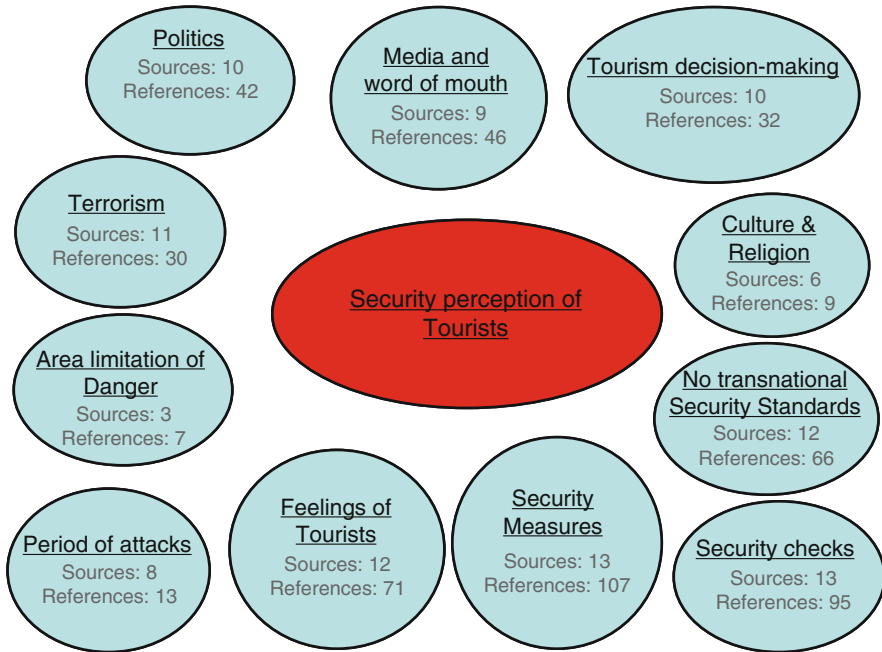 Politics
Sources: 10
References: 42
Media and
word of mouth
Sources: 9
References: 46
Tourism decision-making
Sources: 10
References: 32
Terrorism
Sources: 11
References: 30
Culture &
Religion
Sources: 6
References: 9
Security perception of
Tourists
Area limitation of
Danger
Sources: 3
References: 7
No transnational
Security Standards
Sources: 12
References: 66
Period of attacks
Sources: 8
References: 13
Feelings of
Tourists
Sources: 12
References: 71
Security
Measures
Sources: 13
References: 107
Security checks
Sources: 13
References: 95